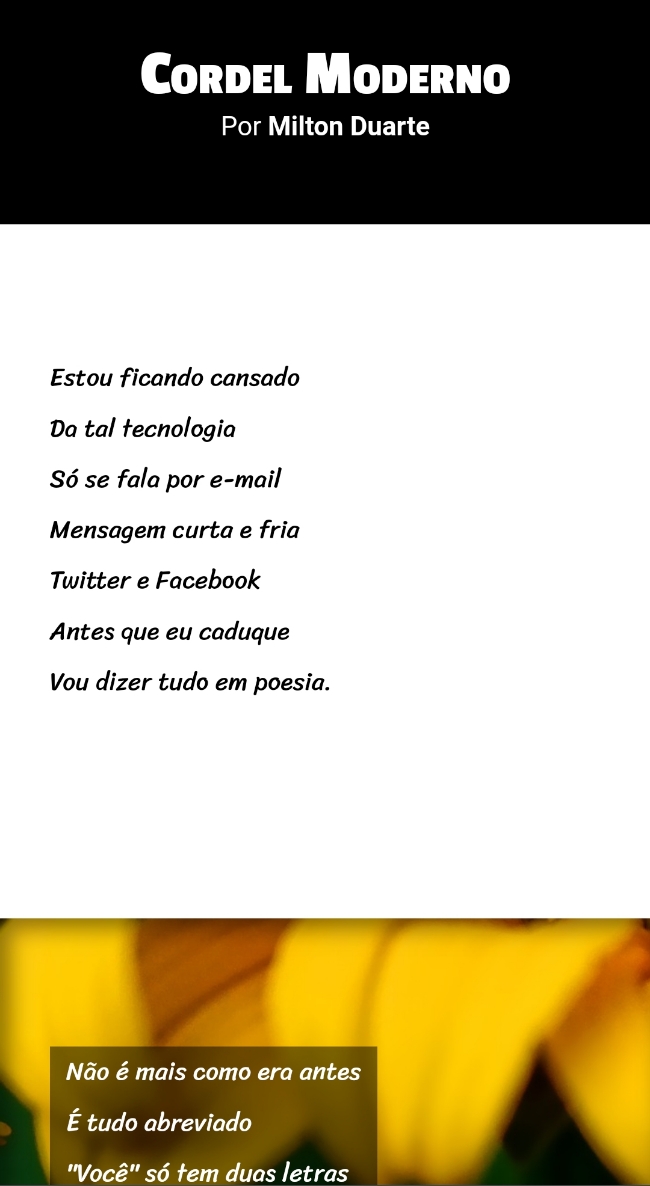 Cordel Moderno
Por Milton Duarte
Estou ficando cansado
Da tal tecnologia
Só se fala por e-mail
Mensagem curta e fria
Twitter e Facebook
Antes que eu caduque
Vou dizer tudo em poesia.
Não é mais como era antes
É tudo abreviado
"Você" só tem duas letras